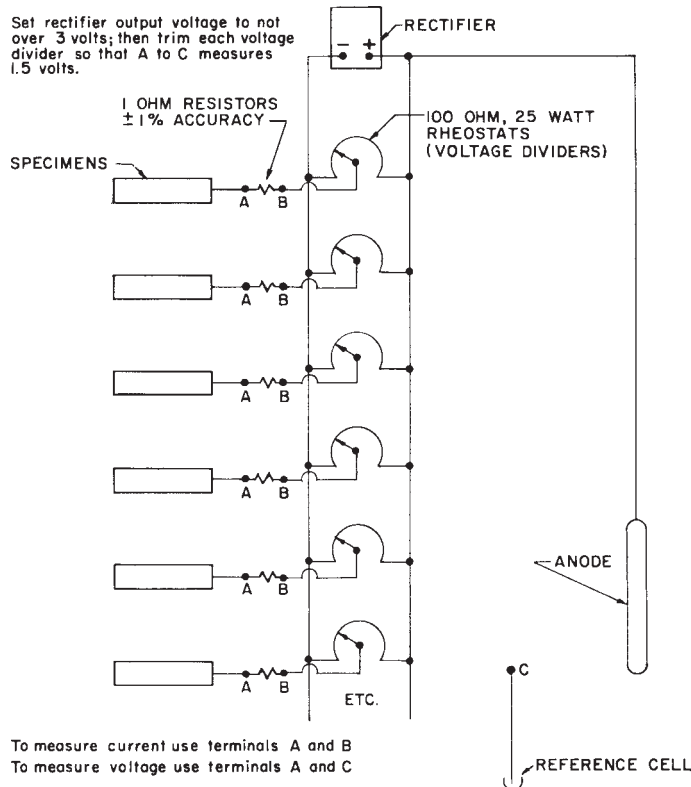 Set rectifier output voltage to not
over 3 volts; then trim each voltage
divider so that A to C measures
1.5 volts.
RECTIFIER
- +
1 OHM RESISTORS
±1% ACCURACY
100 OHM, 25 WATT
RHEOSTATS
(VOLTAGE DIVIDERS)
SPECIMENS
A B
A B
A B
A B
A B
A B
ANODE
C
ETC.
To measure current use terminals A and B
To measure voltage use terminals A and C
REFERENCE CELL